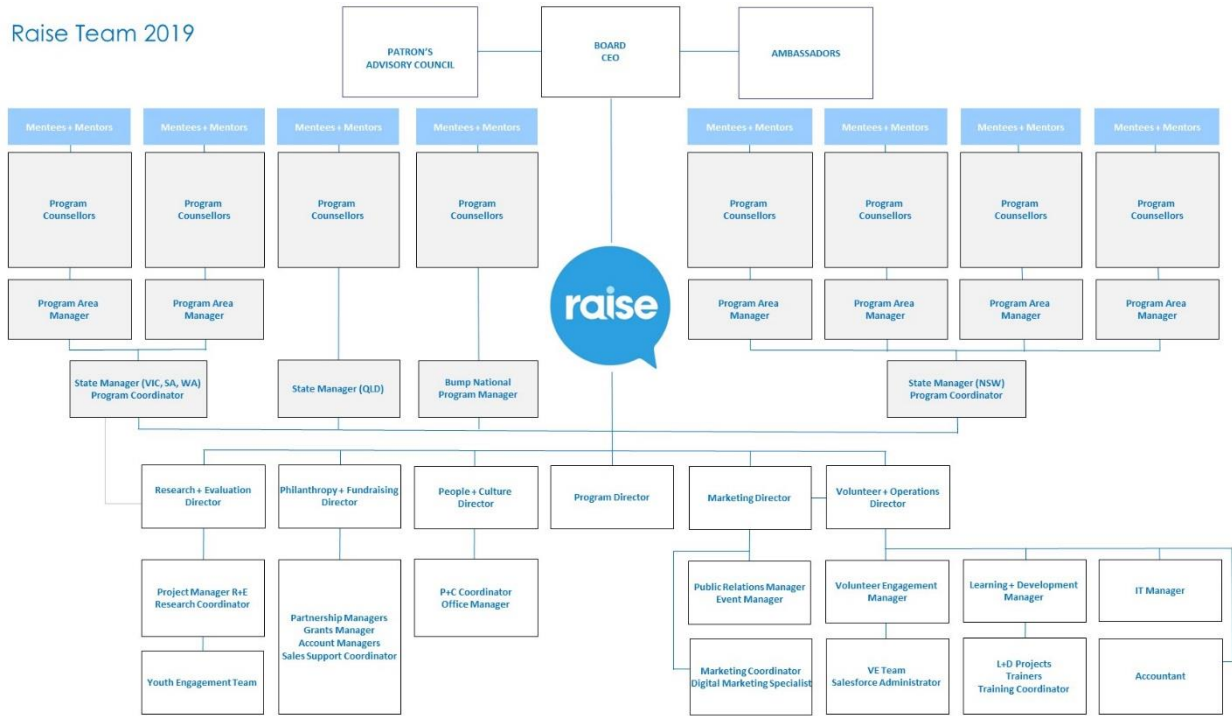 Raise Team 2019
PATRON'S
ADVISORY COUNCIL
BOARD
CEO
AMBASSADORS
Mentees + Mentors
Mentees + Mentors
Mentees + Mentors
Mentees + Mentors
Mentees + Mentors
Mentees + Mentors
Mentees + Mentors
Mentees + Mentors
Program
Counsellors
Program
Counsellors
Program
Counsellors
Program
Counsellors
Program
Counsellors
Program
Counsellors
Program
Counsellors
Program
Counsellors
raise
Program Area
Manager
Program Area
Manager
Program Area
Manager
Program Area
Manager
Program Area
Manager
Program Area
Manager
State Manager (VIC, SA, WA)
Program Coordinator
State Manager (QLD)
Bump National
Program Manager
State Manager (NSW)
Program Coordinator
Research + Evaluation
Director
Philanthropy + Fundraising
Director
People + Culture
Director
Program Director
Marketing Director
Volunteer + Operations
Director
Project Manager R+E
Research Coordinator
Partnership Managers
Grants Manager
Account Managers
Sales Support Coordinator
P+C Coordinator
Office Manager
Public Relations Manager
Event Manager
Volunteer Engagement
Manager
Learning + Development
Manager
IT Manager
Youth Engagement Team
Marketing Coordinator
Digital Marketing Specialist
VE Team
Salesforce Administrator
L+D Projects
Trainers
Training Coordinator
Accountant